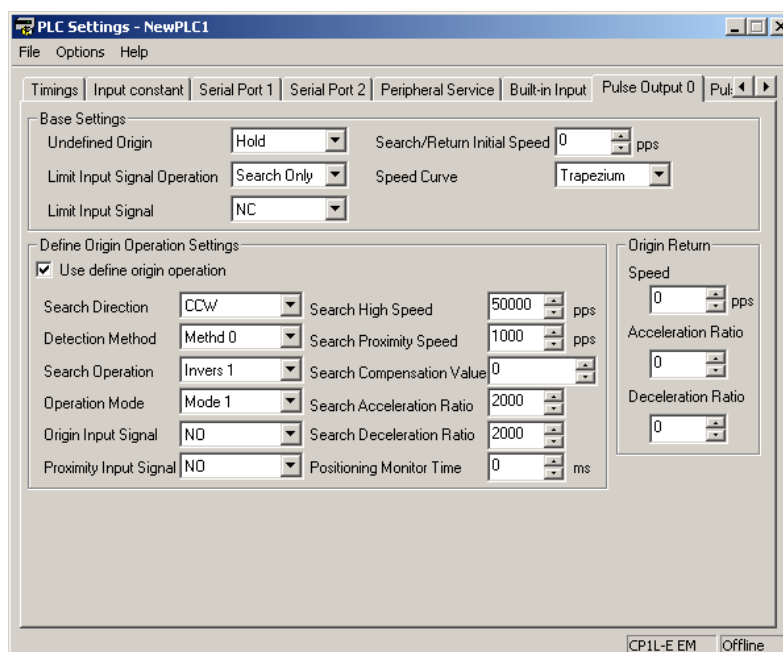 PLC Settings - NewPLC1
File Options Help
Timings Input constant Serial Port 1 Serial Port 2 Peripheral Service Built-in Input Pulse Output 0
Base Settings
Undefined Origin Hold Search/Return Initial Speed 0 pps
Limit Input Signal Operation Search Only Speed Curve Trapezium
Limit Input Signal NC
Define Origin Operation Settings Origin Return
Use define origin operation Speed
Search Direction CCW Search High Speed 50000 pps 0 pps
Detection Method Methd 0 Search Proximity Speed 1000 pps Acceleration Ratio
Search Operation Invers 1 Search Compensation Value 0 0
Operation Mode Mode 1 Search Acceleration Ratio 2000 Deceleration Ratio
Origin Input Signal NO Search Deceleration Ratio 2000 0
Proximity Input Signal NO Positioning Monitor Time 0 ms
CP1L-E EM Offline